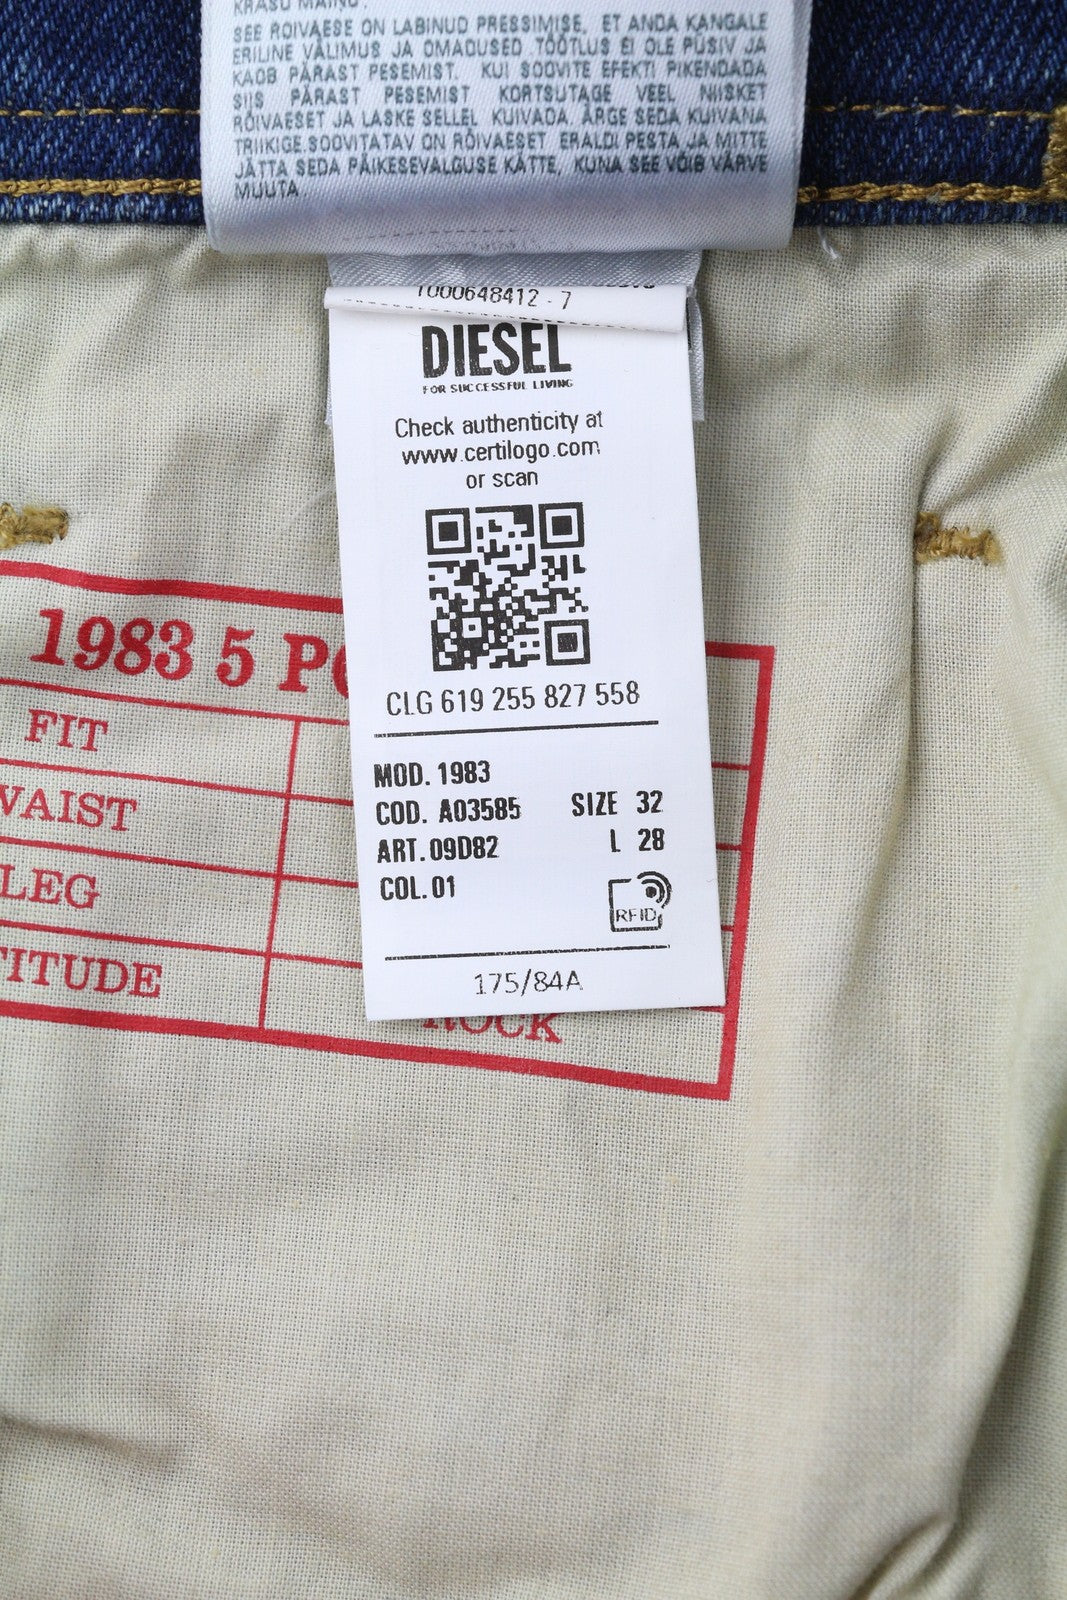 KRĀSU MAIŅU.
SEE ROIVAESE ON LABINUD PRESSIMISE, ET ANDA KANGALE
ERILINE VÄLIMUS JA OMADUSED. TÖÖTLUS EI OLE PÜSIV JA
KAOB PÄRAST PESEMIST. KUI SOOVITE EFEKTI PIKENDADA
SIIS PÄRAST PESEMIST KORTSUTAGE VEEL NIISKET
RÕIVAESET JA LASKE SELLEL KUIVADA. ÄRGE SEDA KUIVANA
TRIIKIGE.SOOVITATAV ON RÕIVAESET ERALDI PESTA JA MITTE
JÄTTA SEDA PÄIKESEVALGUSE KÄTTE, KUNA SEE VÕIB VÄRVE
MUUTA
1000648412 - 7
DIESEL
FOR SUCCESSFUL LIVING
Check authenticity at
www.certilogo.com
or scan
CLG 619 255 827 558
MOD. 1983
COD. A03585 SIZE 32
ART. 09D82 L 28
COL. 01
RFID
175/84A
1983 5 PO
FIT
WAIST
LEG
TITUDE
ROCK